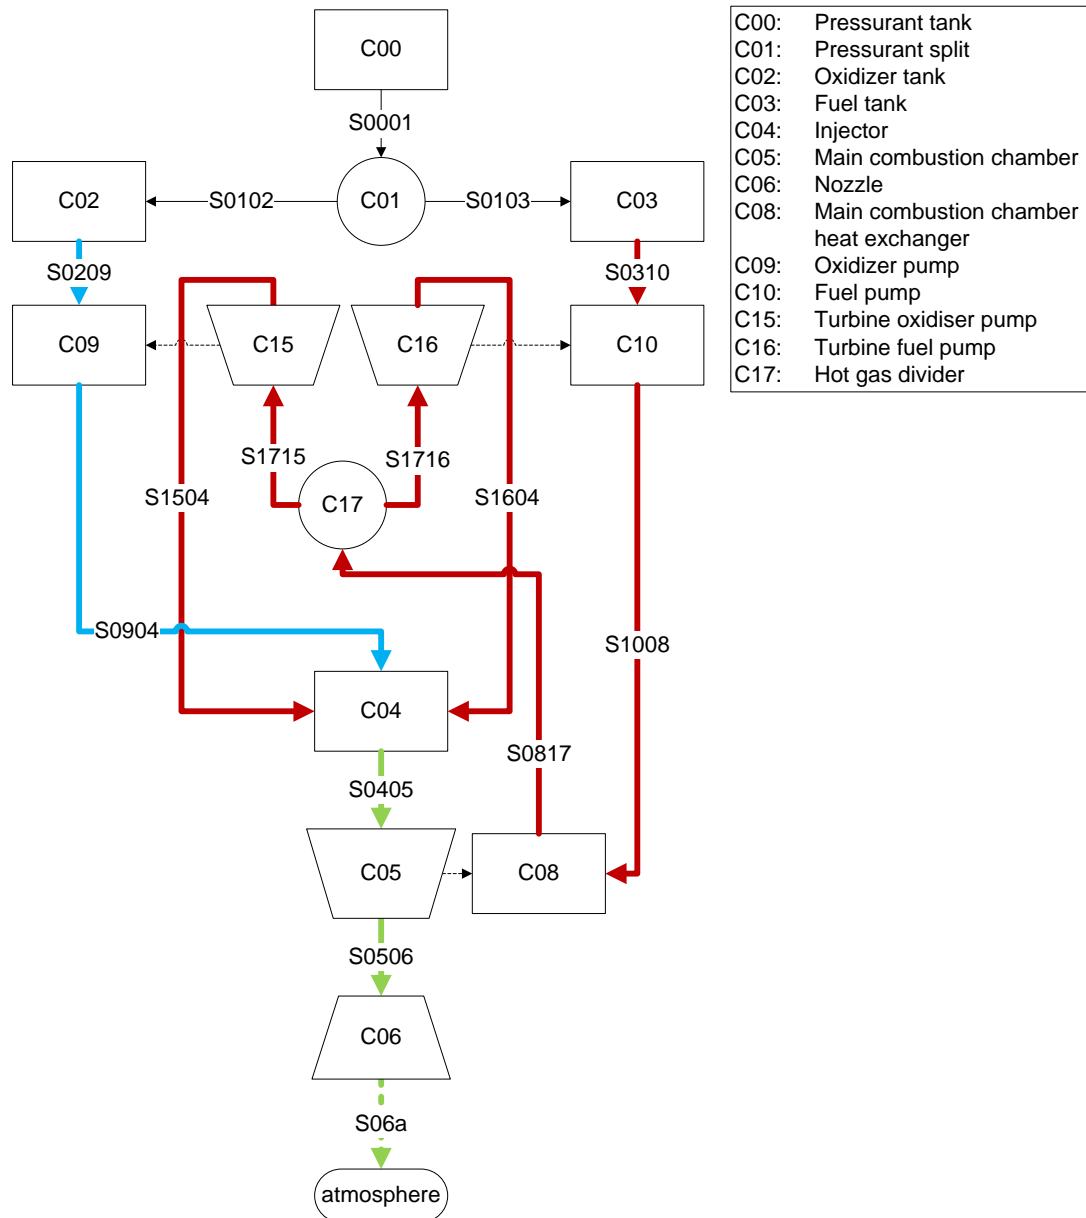 C00
S0001
C02
S0102
C01
S0103
C03
S0209
S0310
C09
C15
C16
C10
S1715
S1716
S1504
C17
S1604
S0904
S1008
C04
S0817
S0405
C05
C08
S0506
C06
S06a
atmosphere
C00: Pressurant tank
C01: Pressurant split
C02: Oxidizer tank
C03: Fuel tank
C04: Injector
C05: Main combustion chamber
C06: Nozzle
C08: Main combustion chamber
heat exchanger
C09: Oxidizer pump
C10: Fuel pump
C15: Turbine oxidiser pump
C16: Turbine fuel pump
C17: Hot gas divider